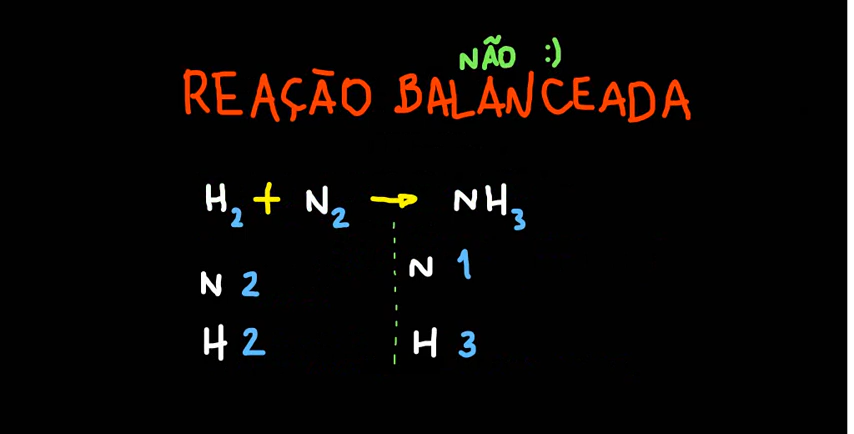 NÃO :)
REAÇÃO BALANCEADA
H₂ + N₂ → NH₃
N 2 N 1
H 2 H 3